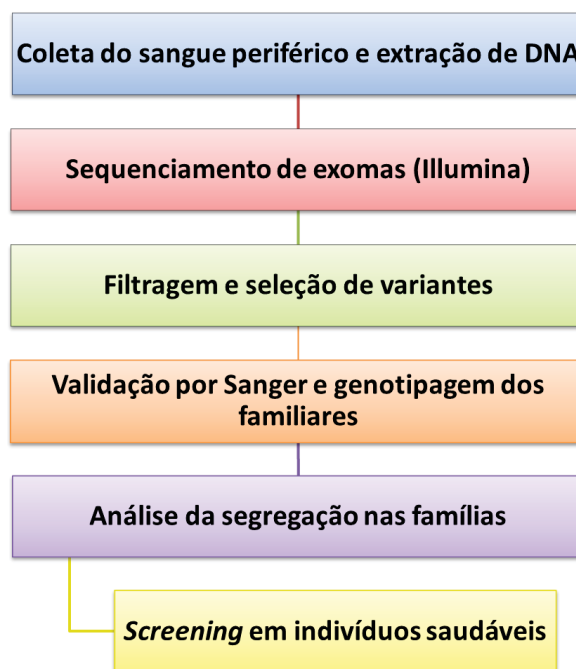 Coleta do sangue periférico e extração de DNA
Sequenciamento de exomas (Illumina)
Filtragem e seleção de variantes
Validação por Sanger e genotipagem dos
familiares
Análise da segregação nas famílias
Screening em indivíduos saudáveis